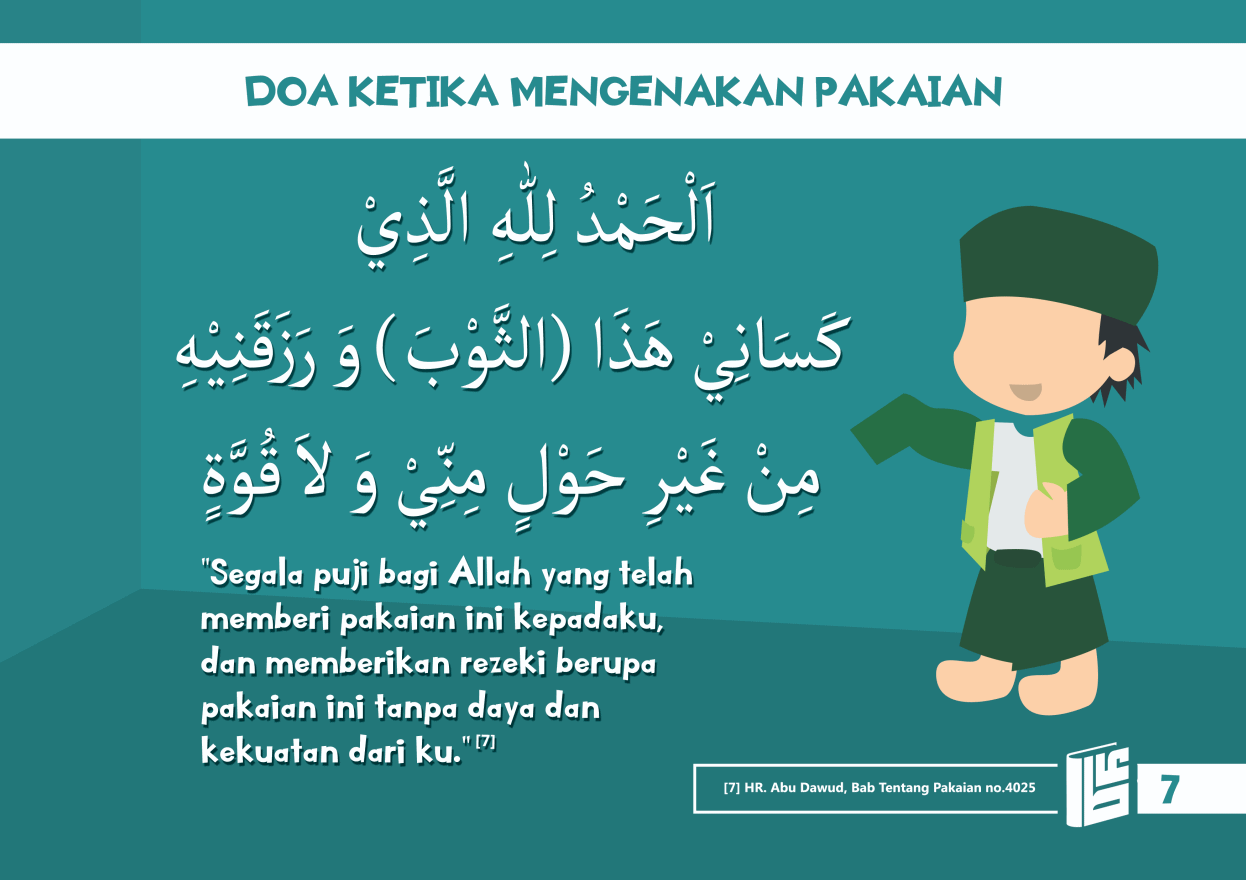 DOA KETIKA MENGENAKAN PAKAIAN
اَلْحَمْدُ لِلّٰهِ الَّذِيْ
كَسَانِيْ هَذَا (الثَّوْبَ) وَ رَزَقَنِيْهِ
مِنْ غَيْرِ حَوْلٍ مِنِّيْ وَ لاَ قُوَّةٍ
"Segala puji bagi Allah yang telah
memberi pakaian ini kepadaku,
dan memberikan rezeki berupa
pakaian ini tanpa daya dan
kekuatan dari ku." [7]
[7] HR. Abu Dawud, Bab Tentang Pakaian no.4025
7